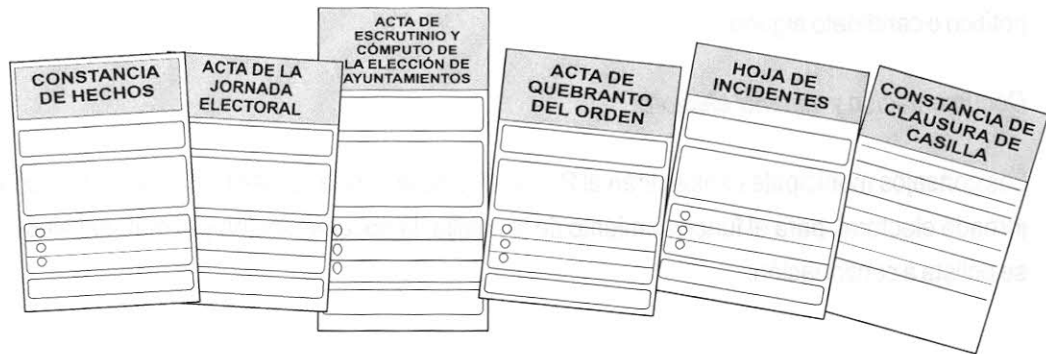 CONSTANCIA
DE HECHOS
ACTA DE LA
JORNADA
ELECTORAL
ACTA DE
ESCRUTINIO Y
CÓMPUTO DE
LA ELECCIÓN DE
AYUNTAMIENTOS
ACTA DE
QUEBRANTO
DEL ORDEN
HOJA DE
INCIDENTES
CONSTANCIA DE
CLAUSURA DE
CASILLA